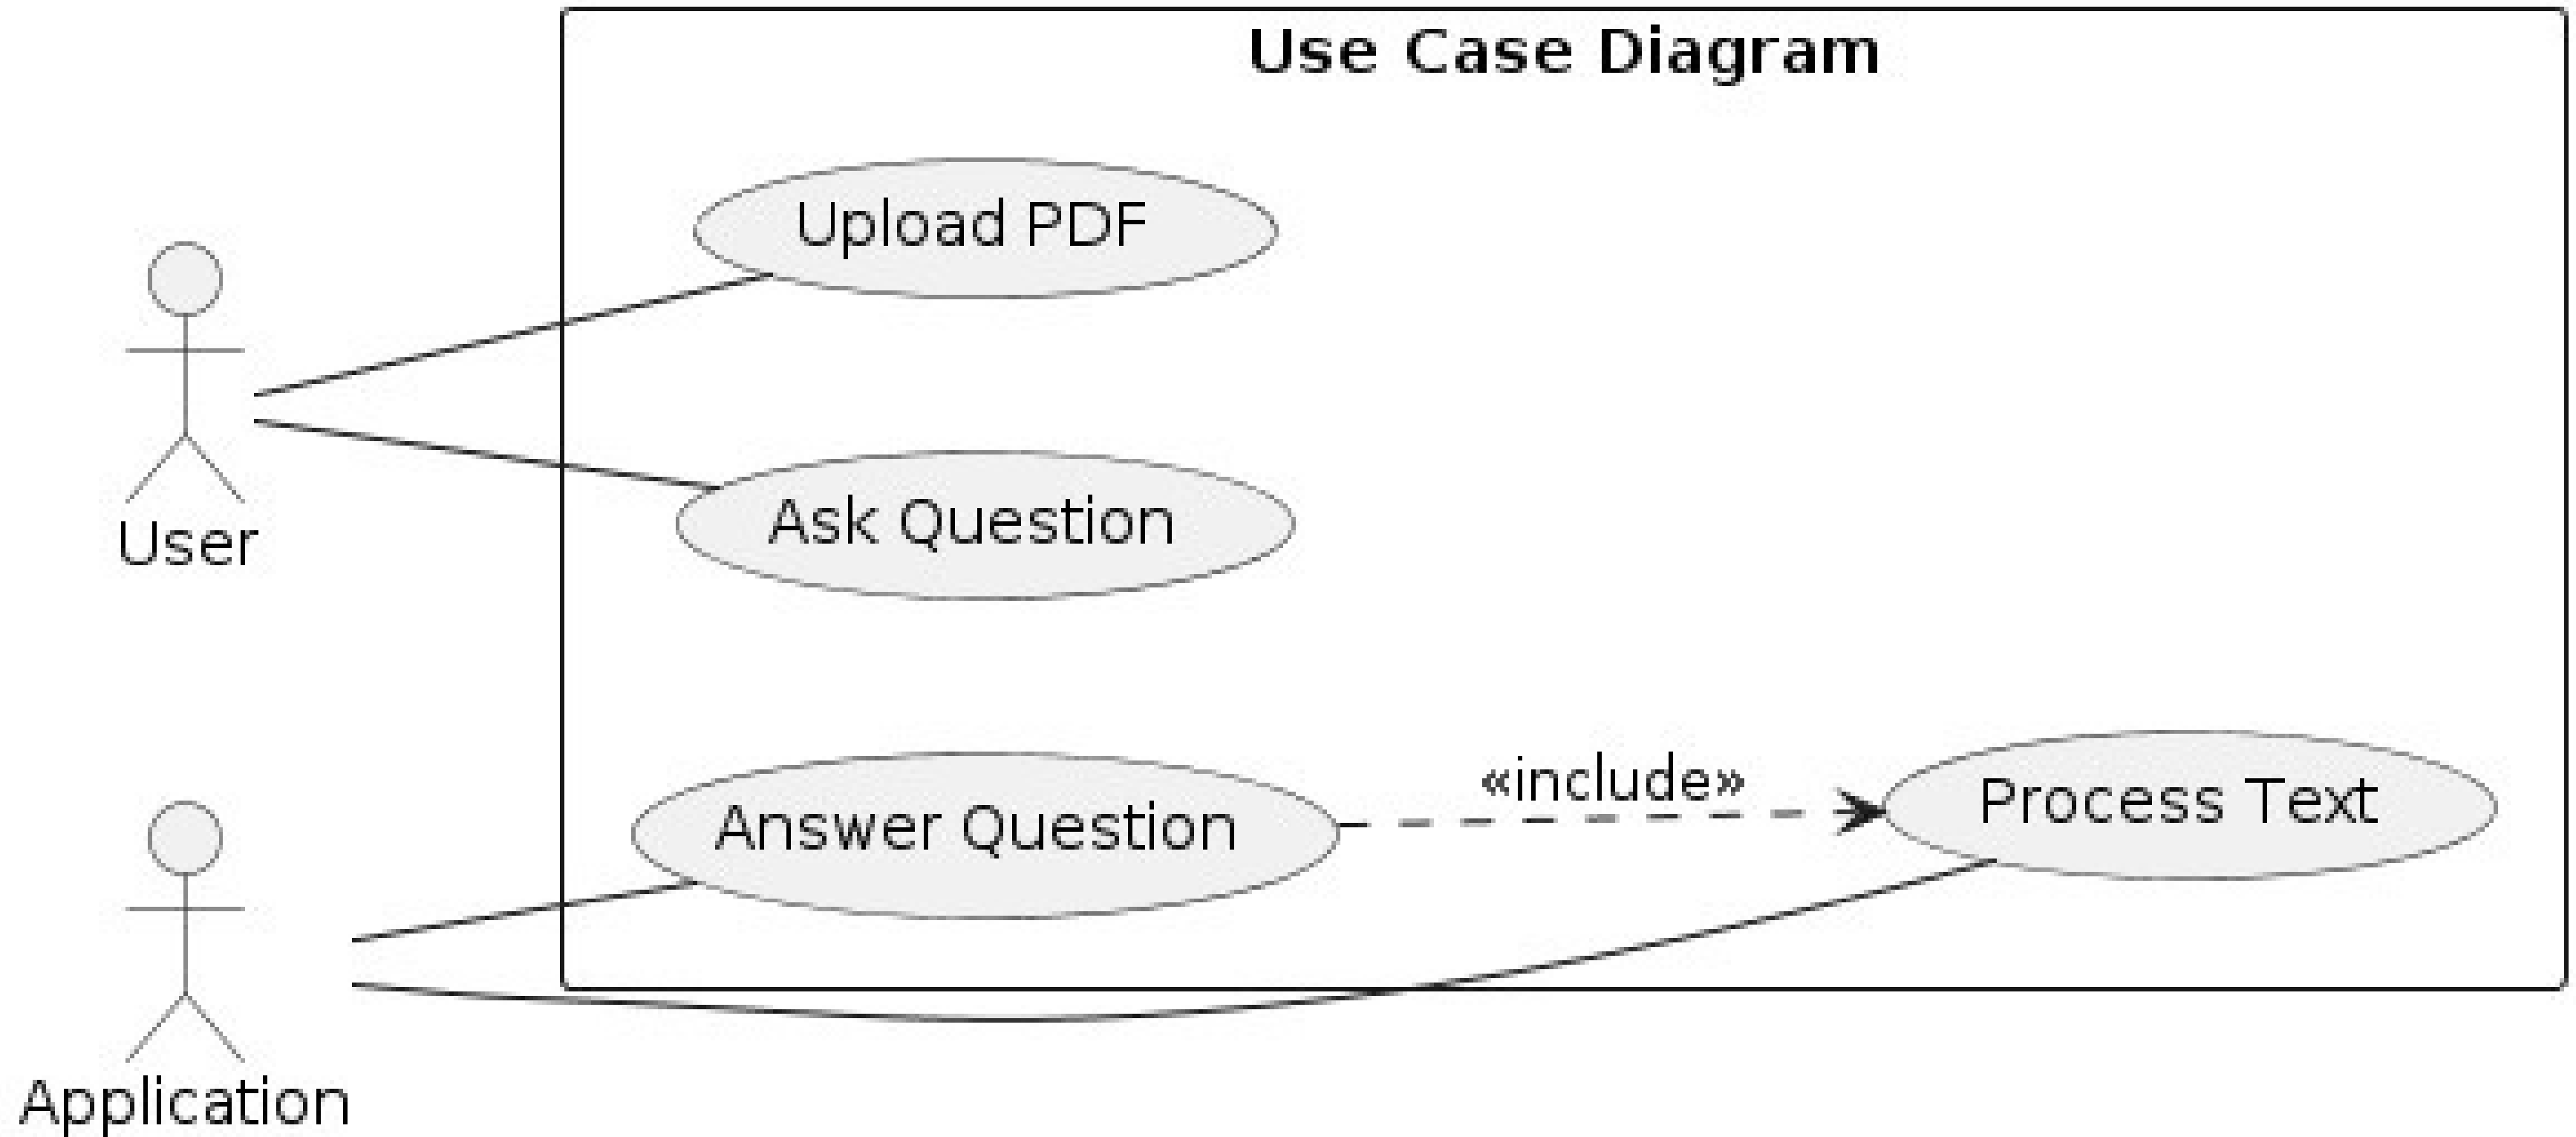 Use Case Diagram
Upload PDF
User
Ask Question
Answer Question
«include»
Process Text
Application